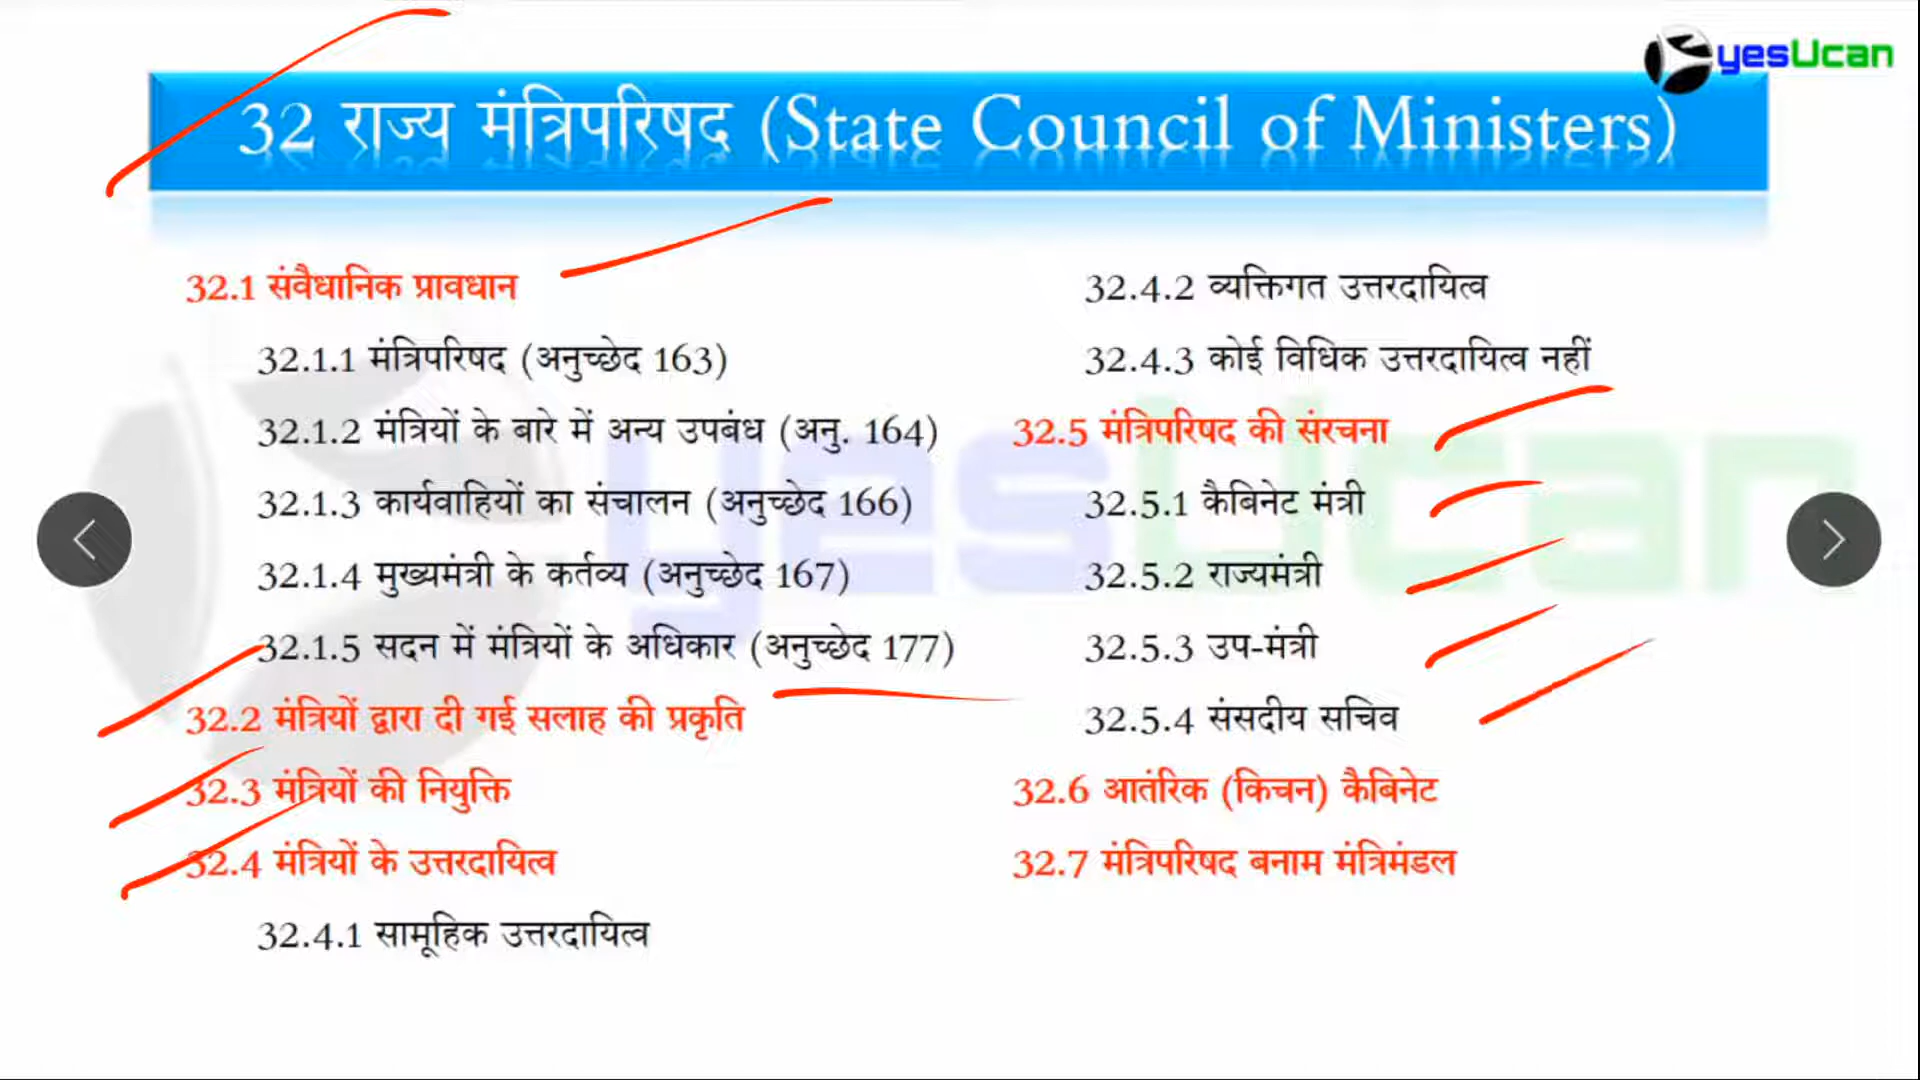 yesUcan
32 राज्य मंत्रिपरिषद (State Council of Ministers)
32.1 संवैधानिक प्रावधान
32.1.1 मंत्रिपरिषद (अनुच्छेद 163)
32.1.2 मंत्रियों के बारे में अन्य उपबंध (अनु. 164)
32.1.3 कार्यवाहियों का संचालन (अनुच्छेद 166)
32.1.4 मुख्यमंत्री के कर्तव्य (अनुच्छेद 167)
32.1.5 सदन में मंत्रियों के अधिकार (अनुच्छेद 177)
32.2 मंत्रियों द्वारा दी गई सलाह की प्रकृति
32.3 मंत्रियों की नियुक्ति
32.4 मंत्रियों के उत्तरदायित्व
32.4.1 सामूहिक उत्तरदायित्व
32.4.2 व्यक्तिगत उत्तरदायित्व
32.4.3 कोई विधिक उत्तरदायित्व नहीं
32.5 मंत्रिपरिषद की संरचना
32.5.1 कैबिनेट मंत्री
32.5.2 राज्यमंत्री
32.5.3 उप-मंत्री
32.5.4 संसदीय सचिव
32.6 आतंरिक (किचन) कैबिनेट
32.7 मंत्रिपरिषद बनाम मंत्रिमंडल
yesUcan